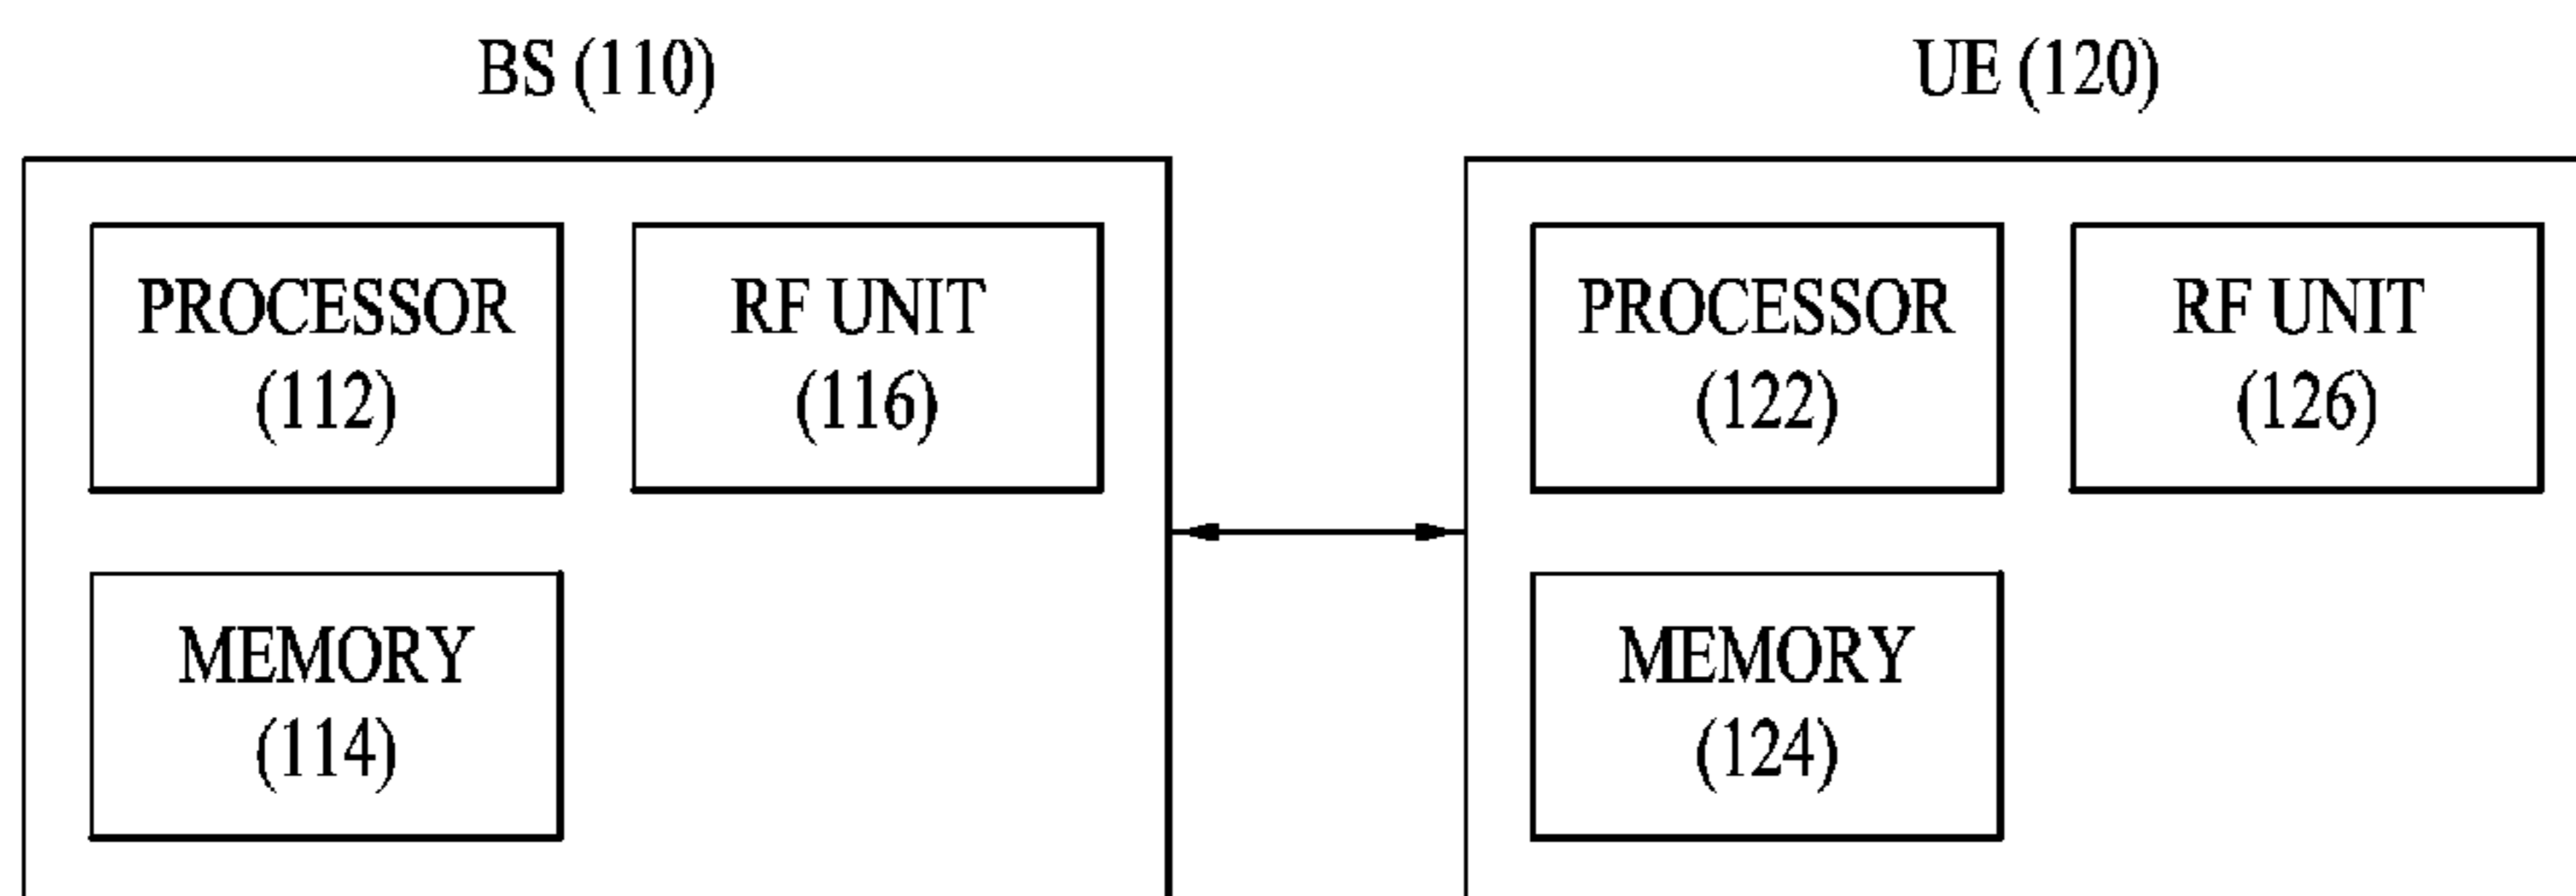 BS (110)
PROCESSOR
(112)
RF UNIT
(116)
MEMORY
(114)
UE (120)
PROCESSOR
(122)
RF UNIT
(126)
MEMORY
(124)